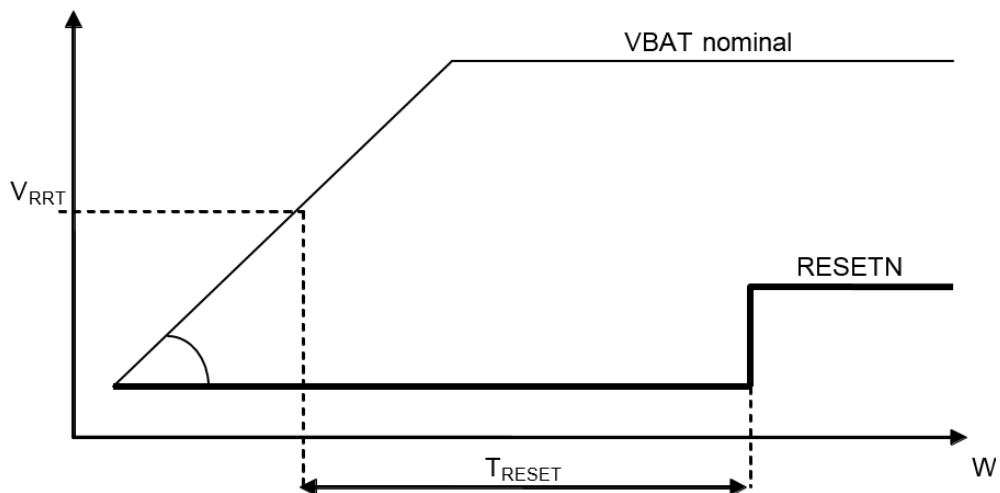 VBAT nominal
VRRT
RESETN
TRESET
W